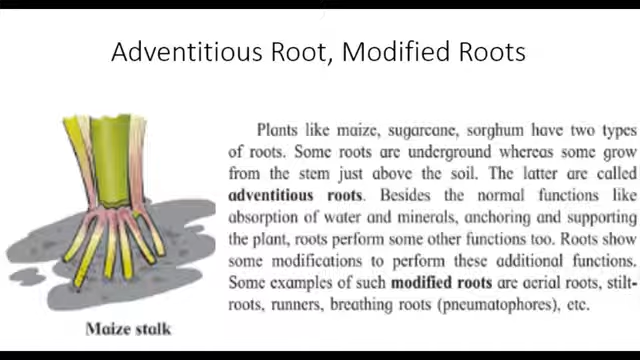 Adventitious Root, Modified Roots
Plants like maize, sugarcane, sorghum have two types
of roots. Some roots are underground whereas some grow
from the stem just above the soil. The latter are called
adventitious roots. Besides the normal functions like
absorption of water and minerals, anchoring and supporting
the plant, roots perform some other functions too. Roots show
some modifications to perform these additional functions.
Some examples of such modified roots are aerial roots, stilt-
roots, runners, breathing roots (pneumatophores), etc.
Maize stalk